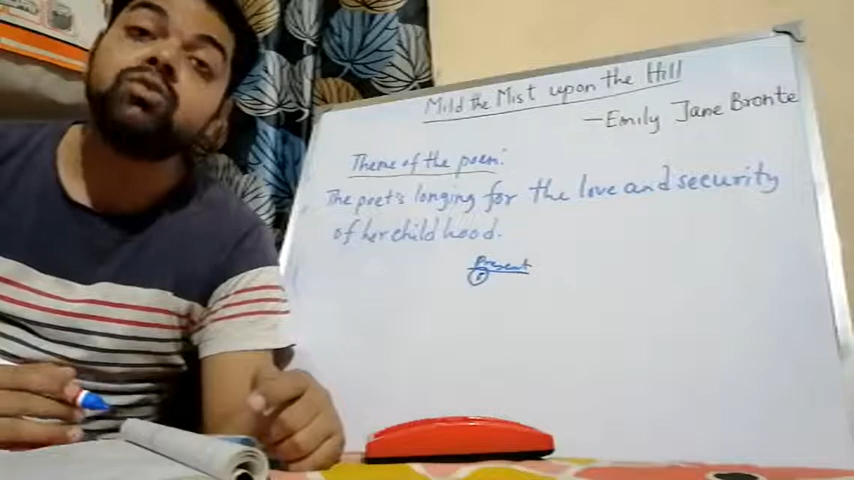 Mild the Mist upon the Hill
– Emily Jane Bronte
Theme of the poem:
The poet's longing for the love and security
of her childhood.
Present